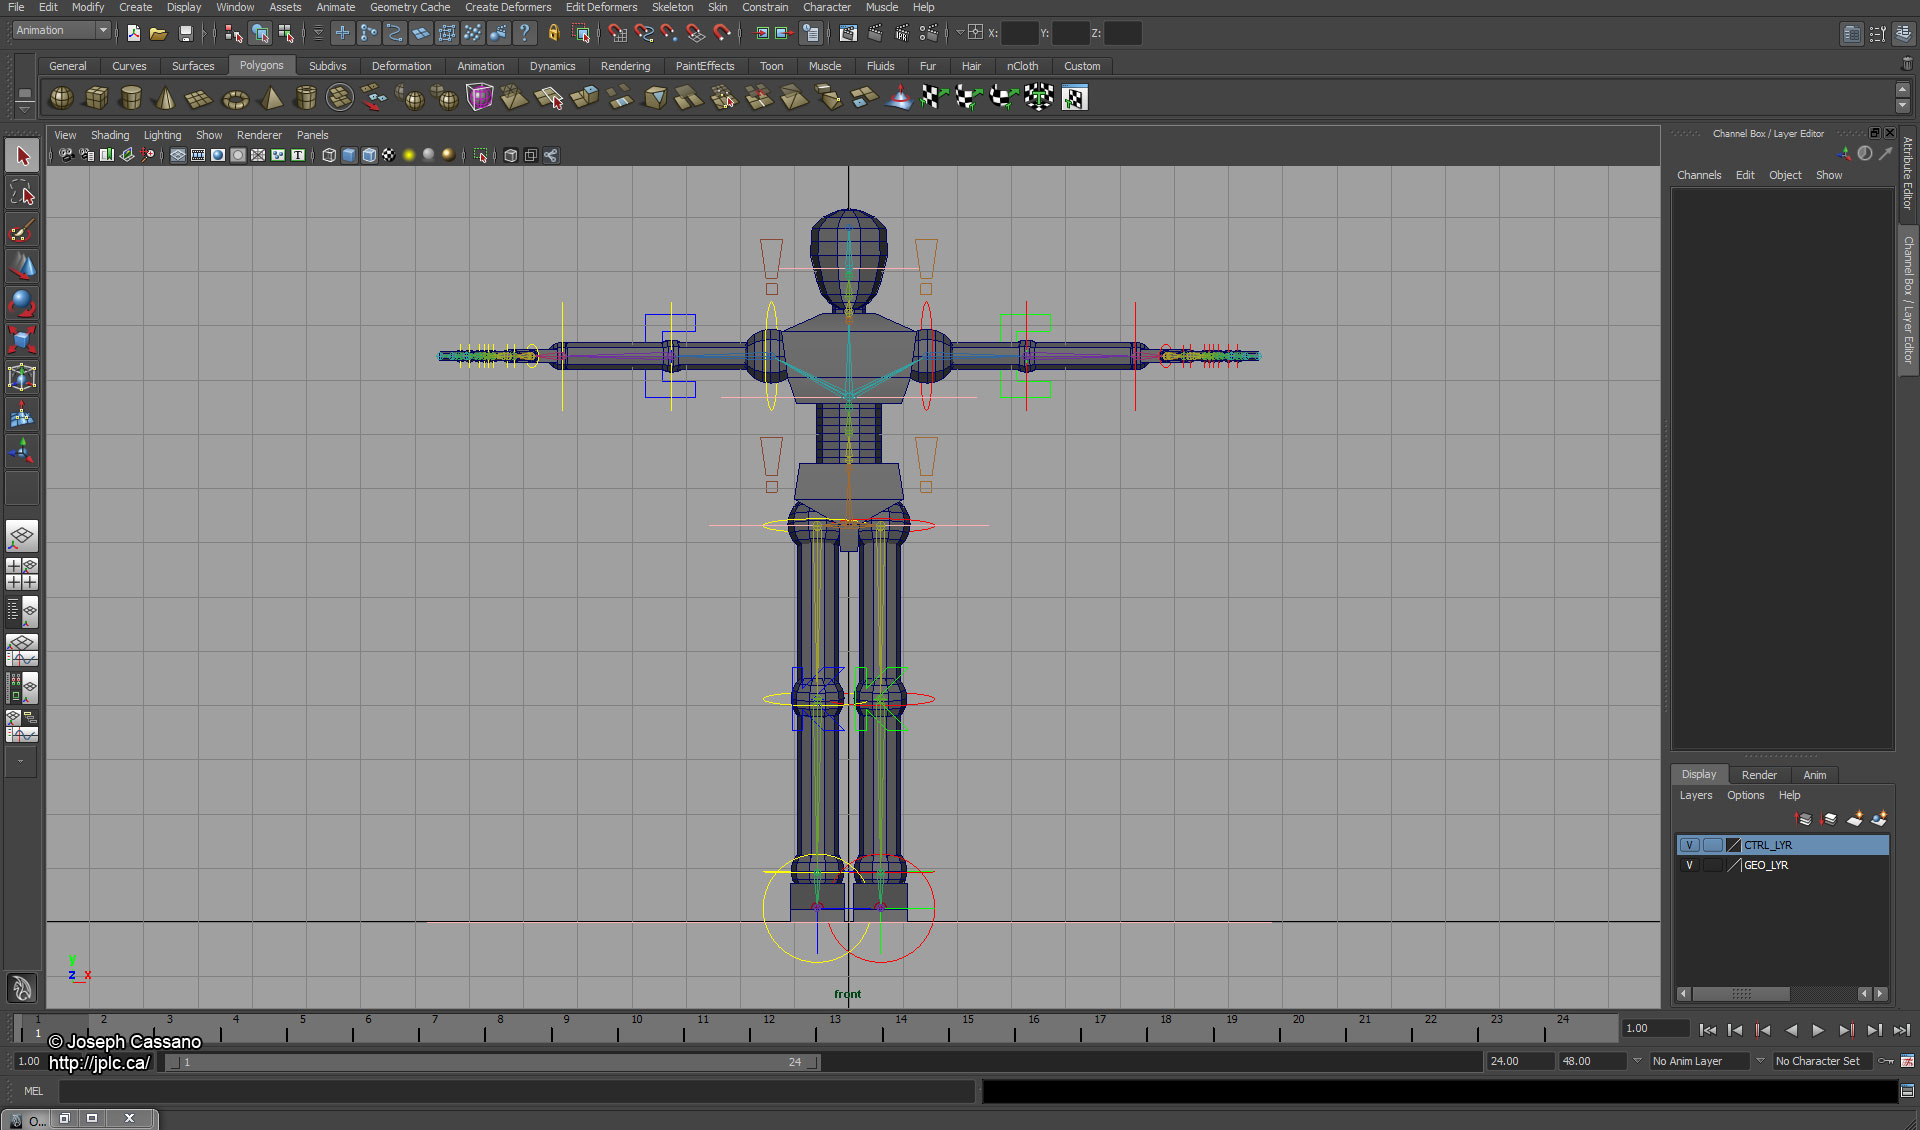 File Edit Modify Create Display Window Assets Animate Geometry Cache Create Deformers Edit Deformers Skeleton Skin Constrain Character Muscle Help
Animation X: Y: Z:
General Curves Surfaces Polygons Subdivs Deformation Animation Dynamics Rendering PaintEffects Toon Muscle Fluids Fur Hair nCloth Custom
View Shading Lighting Show Renderer Panels
Channel Box / Layer Editor
Channels Edit Object Show
Attribute Editor
Channel Box / Layer Editor
Display Render Anim
Layers Options Help
V CTRL_LYR
V GEO_LYR
y
z x
front
1 2 3 4 5 6 7 8 9 10 11 12 13 14 15 16 17 18 19 20 21 22 23 24
1
1.00
© Joseph Cassano
http://jplc.ca/
1.00 1 24 24.00 48.00 No Anim Layer No Character Set
MEL
O...